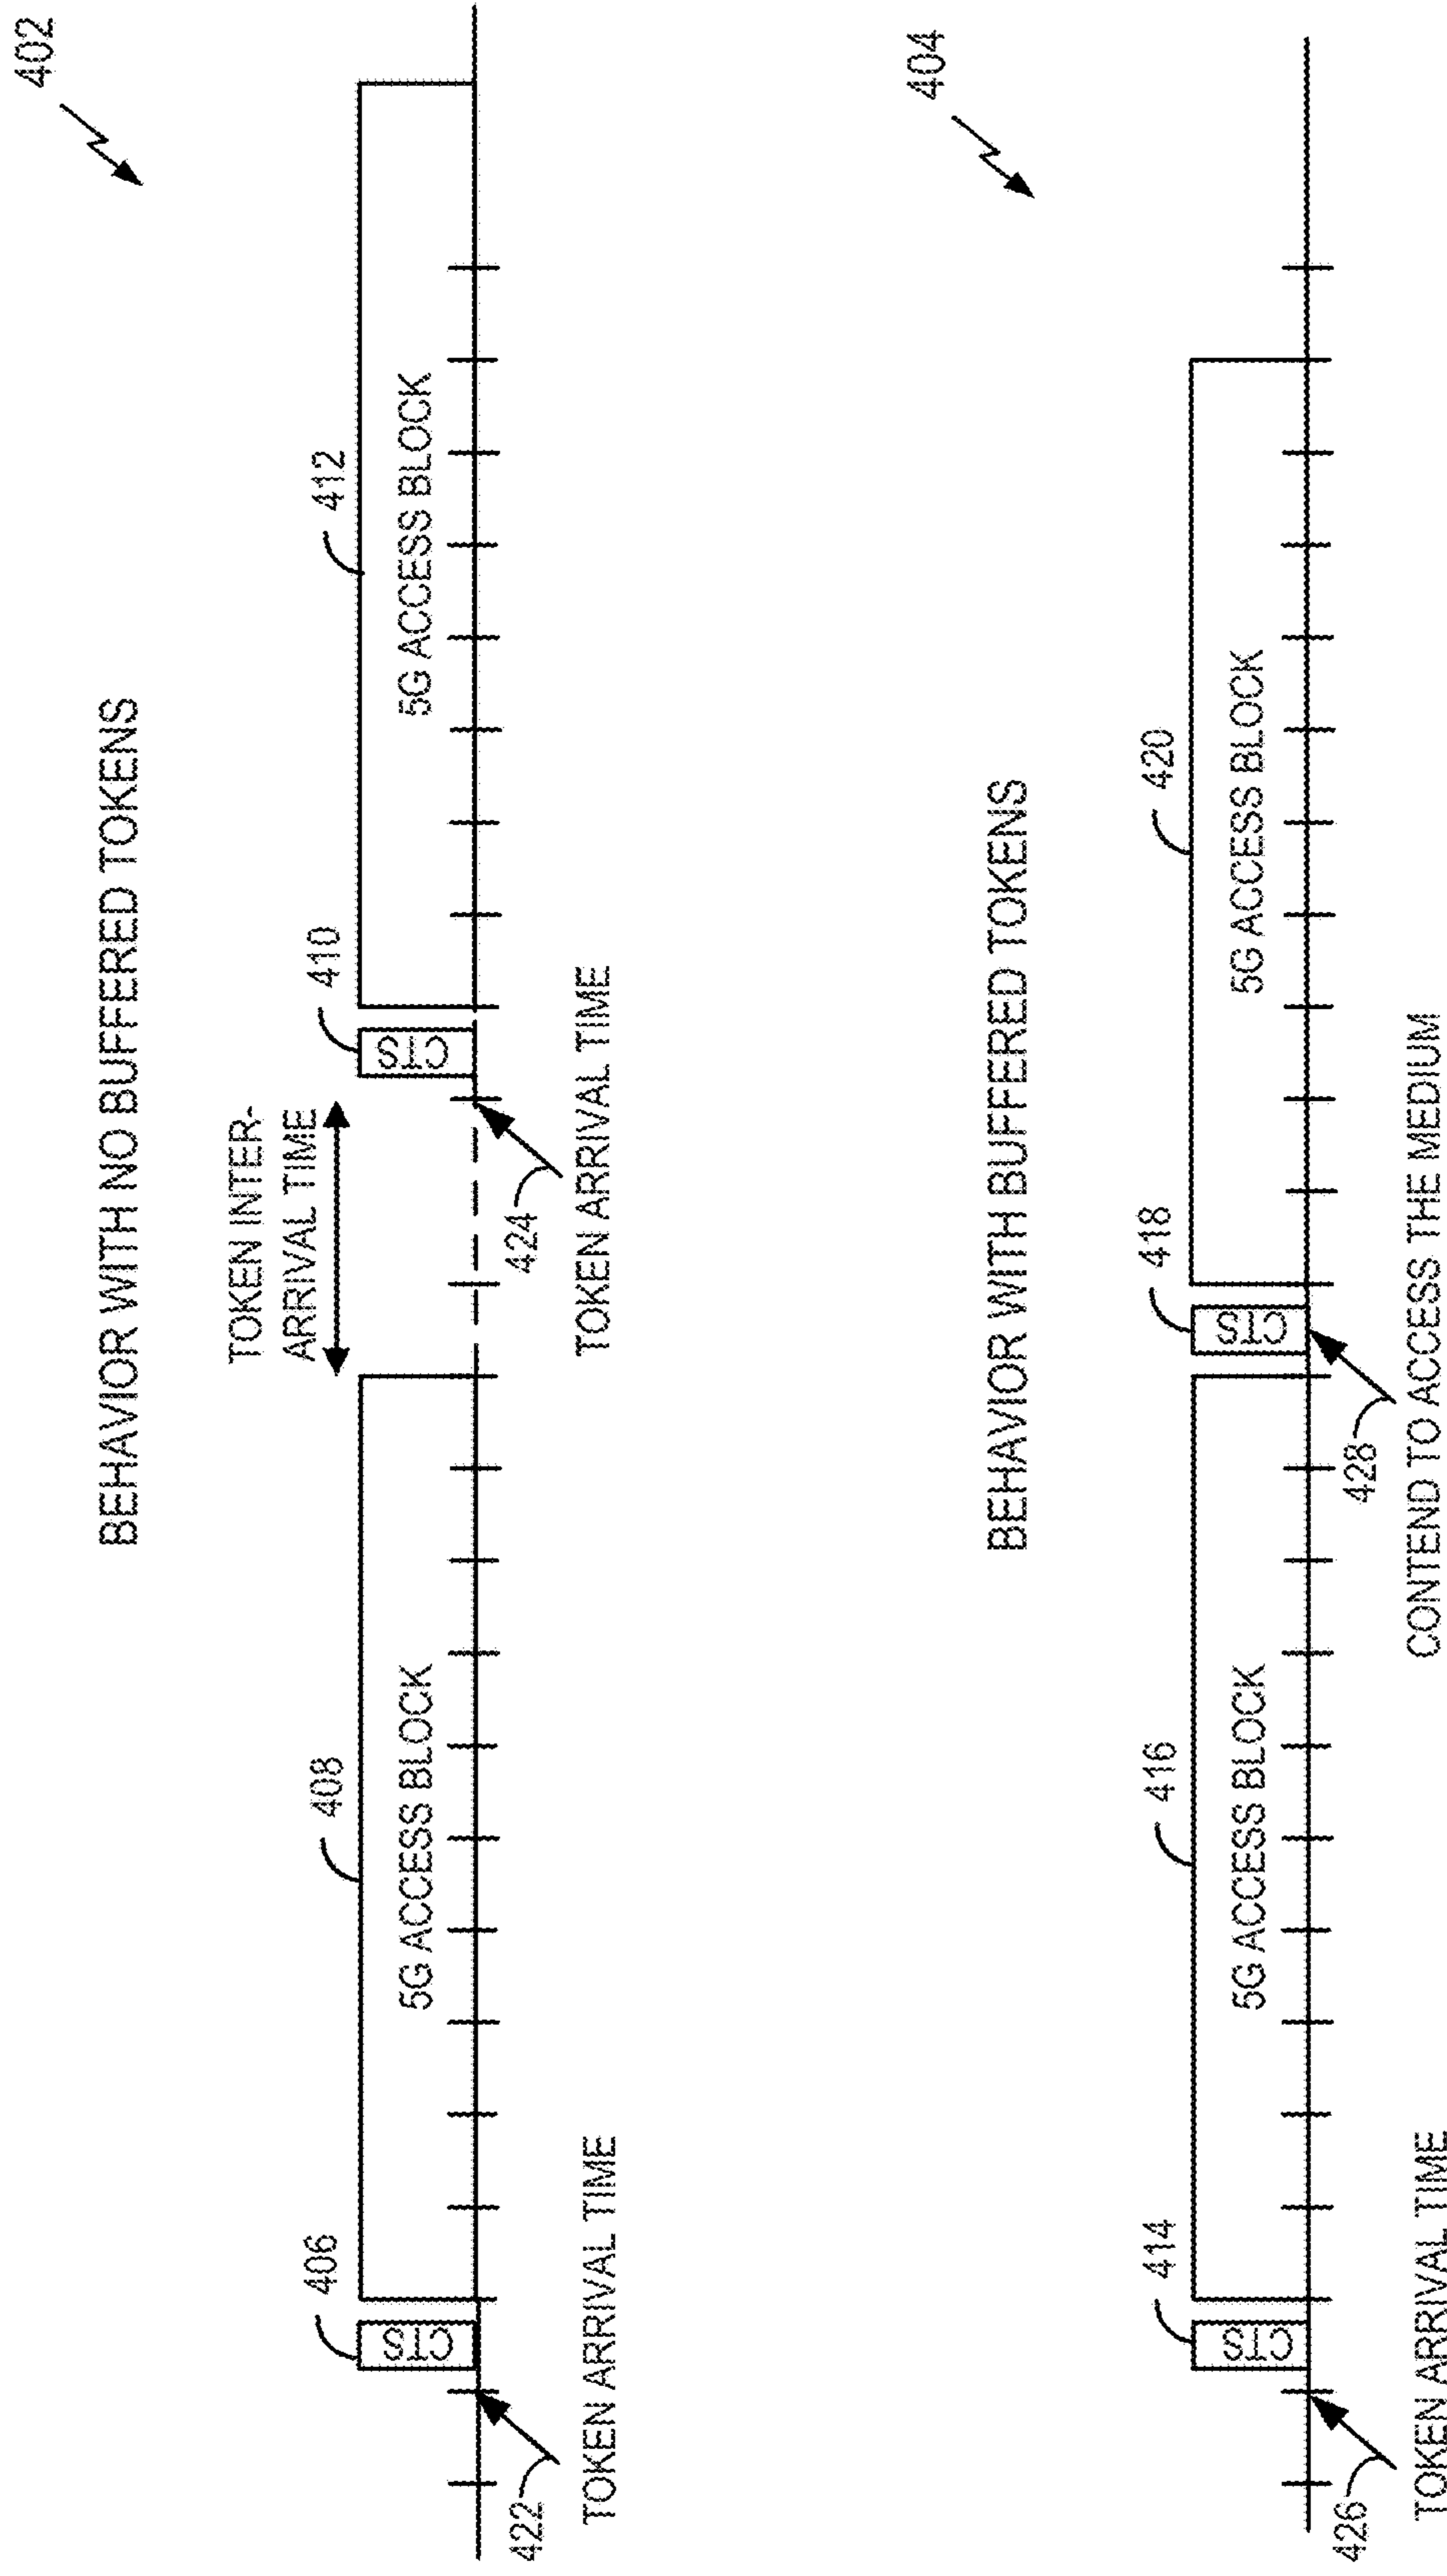 402
BEHAVIOR WITH NO BUFFERED TOKENS
TOKEN INTER-
ARRIVAL TIME
406
408
410
412
CTS
5G ACCESS BLOCK
CTS
5G ACCESS BLOCK
422
424
TOKEN ARRIVAL TIME
TOKEN ARRIVAL TIME
404
BEHAVIOR WITH BUFFERED TOKENS
414
416
418
420
CTS
5G ACCESS BLOCK
CTS
5G ACCESS BLOCK
426
428
TOKEN ARRIVAL TIME
CONTEND TO ACCESS THE MEDIUM